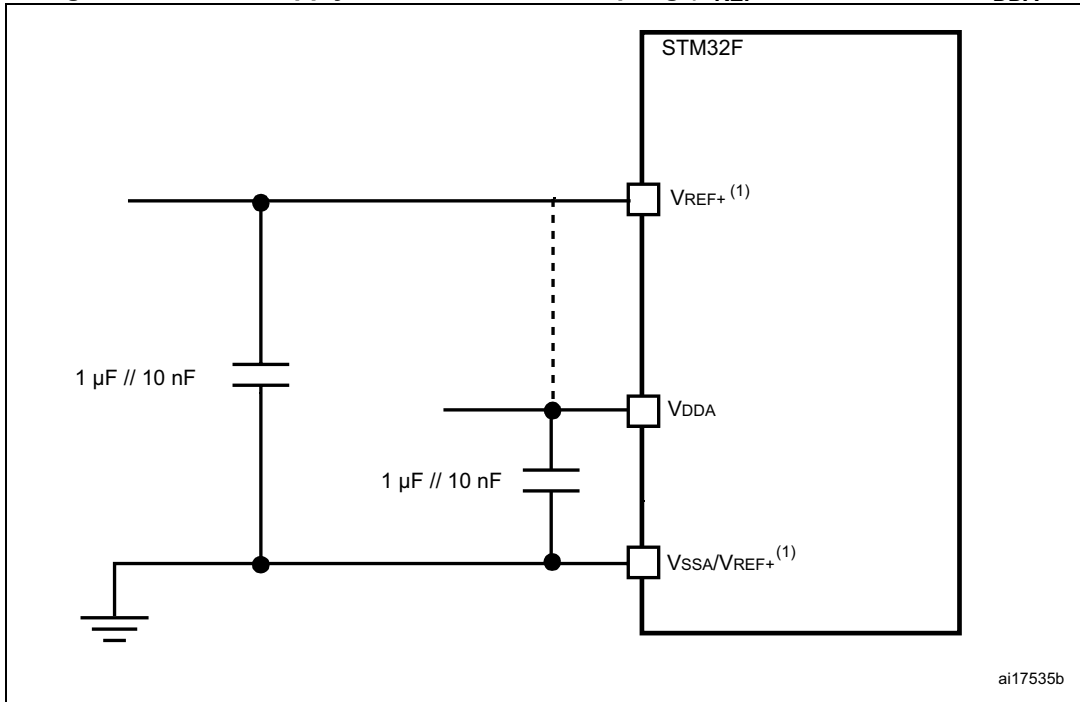 STM32F
VREF+ (1)
1 µF // 10 nF
VDDA
1 µF // 10 nF
VSSA/VREF+ (1)
ai17535b